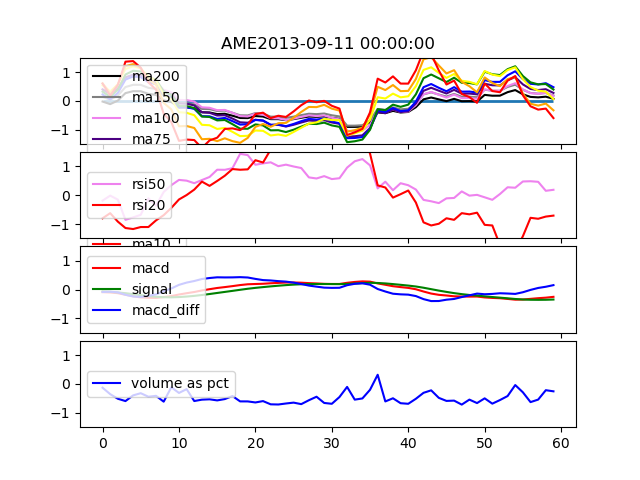 AME2013-09-11 00:00:00
1
0
−1
ma200
ma150
ma100
ma75
1
0
−1
rsi50
rsi20
ma10
1
0
−1
macd
signal
macd_diff
1
0
−1
volume as pct
0 10 20 30 40 50 60